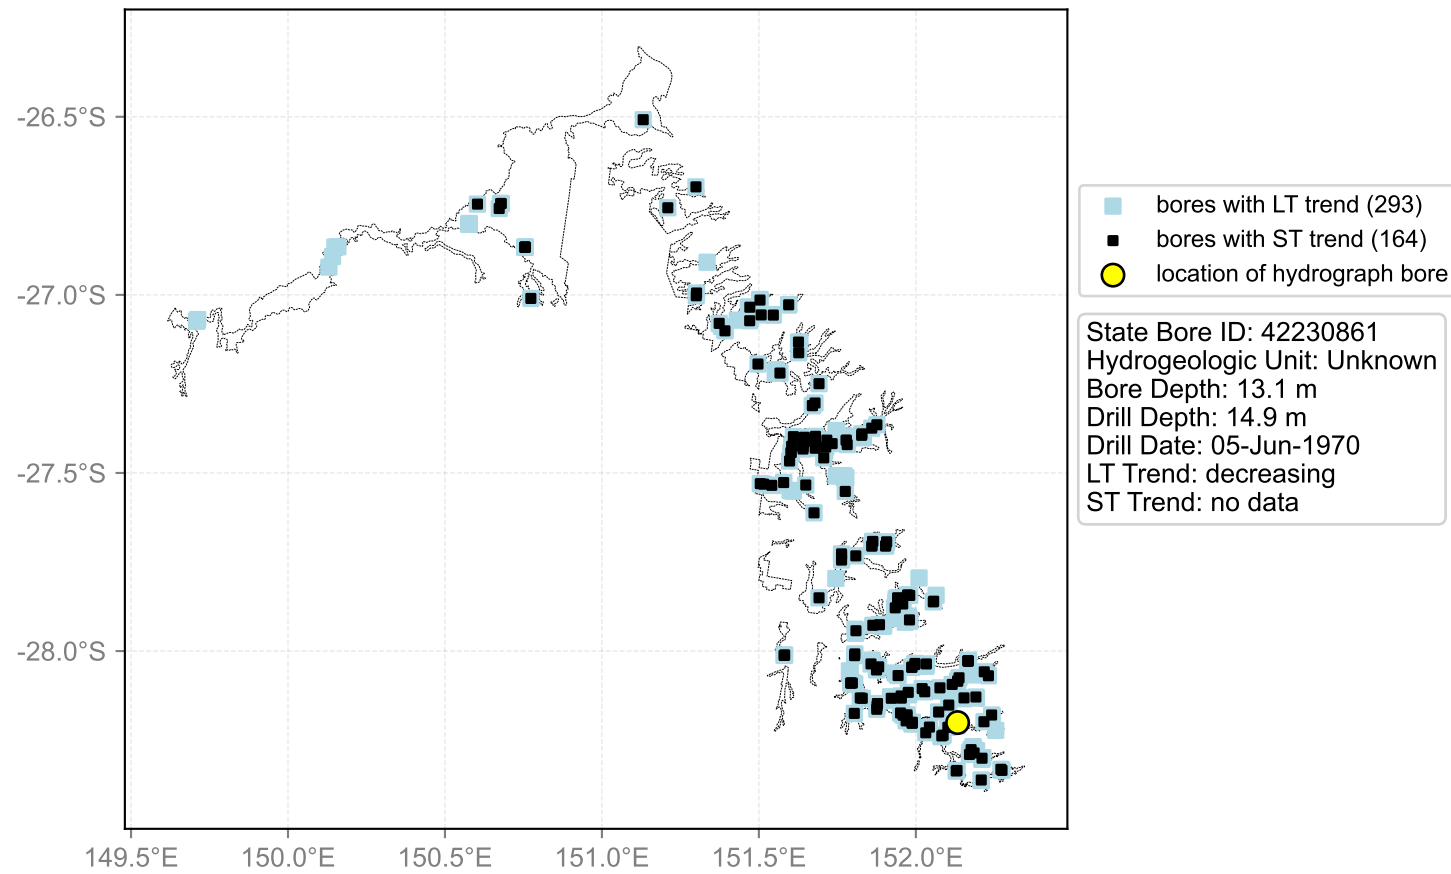 -26.5°S
-27.0°S
-27.5°S
-28.0°S
149.5°E 150.0°E 150.5°E 151.0°E 151.5°E 152.0°E
bores with LT trend (293)
bores with ST trend (164)
location of hydrograph bore
State Bore ID: 42230861
Hydrogeologic Unit: Unknown
Bore Depth: 13.1 m
Drill Depth: 14.9 m
Drill Date: 05-Jun-1970
LT Trend: decreasing
ST Trend: no data